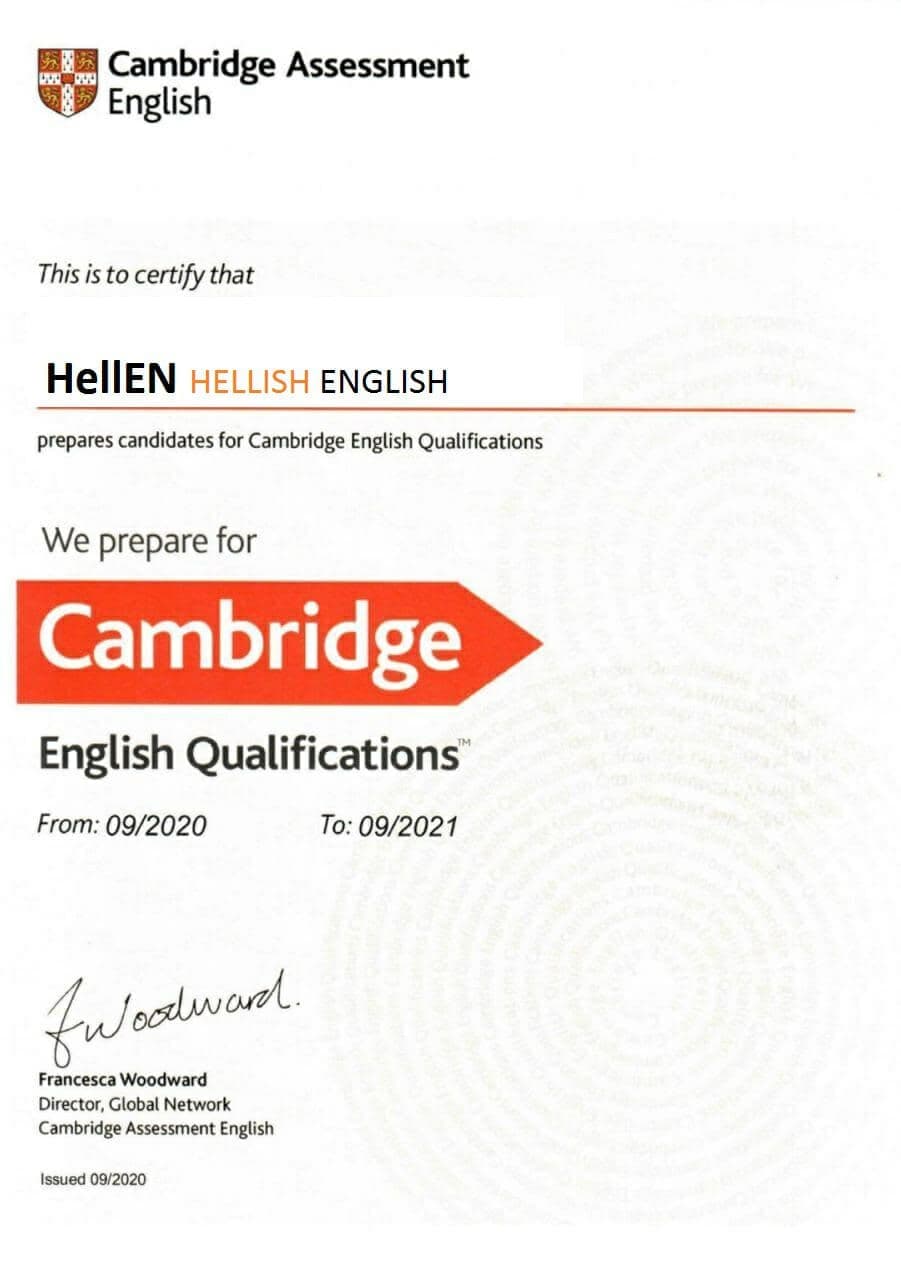 Cambridge Assessment
English
This is to certify that
HellEN HELLISH ENGLISH
prepares candidates for Cambridge English Qualifications
We prepare for
Cambridge
English Qualifications™
From: 09/2020 To: 09/2021
FWoodward.
Francesca Woodward
Director, Global Network
Cambridge Assessment English
Issued 09/2020